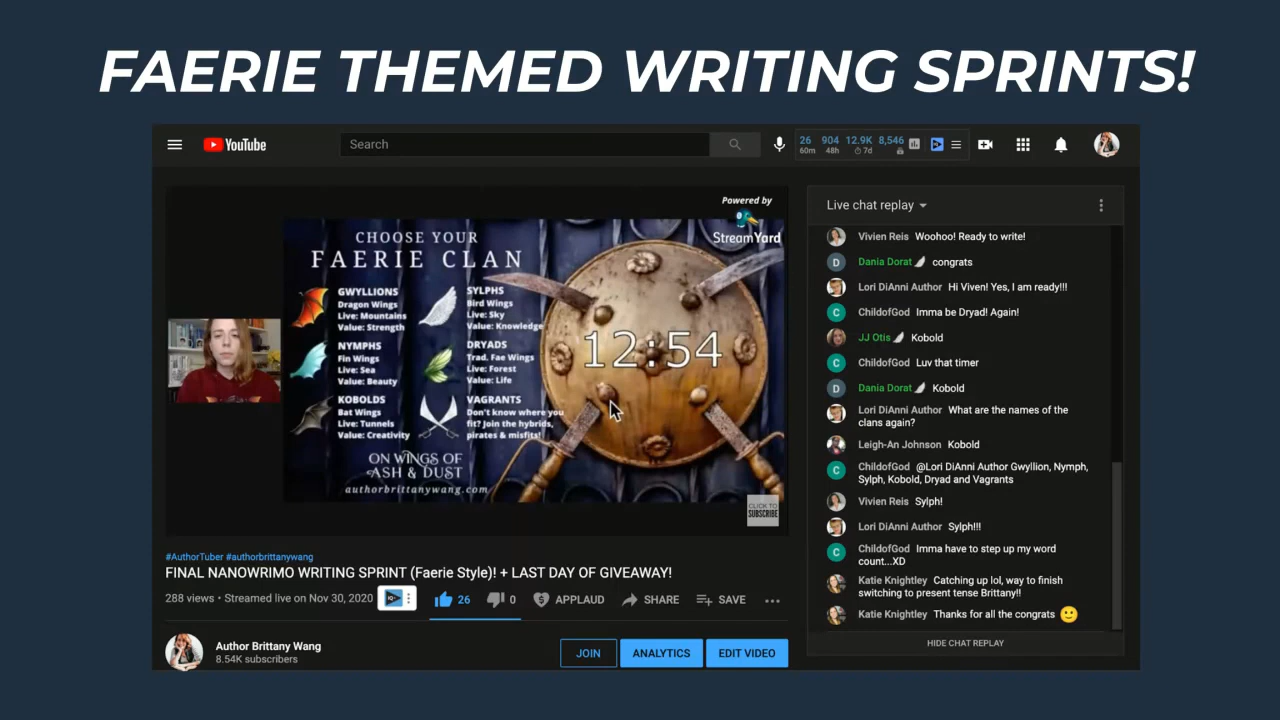 FAERIE THEMED WRITING SPRINTS!
YouTube
Search
26 904 12.9K 8,546
60m 48h 7d
Powered by
StreamYard
CHOOSE YOUR
FAERIE CLAN
GWYLLIONS
Dragon Wings
Live: Mountains
Value: Strength
SYLPHS
Bird Wings
Live: Sky
Value: Knowledge
NYMPHS
Fin Wings
Live: Sea
Value: Beauty
DRYADS
Trad. Fae Wings
Live: Forest
Value: Life
KOBOLDS
Bat Wings
Live: Tunnels
Value: Creativity
VAGRANTS
Don't know where you
fit? Join the hybrids,
pirates & misfits!
12:54
ON WINGS OF
ASH & DUST
authorbrittanywang.com
CLICK TO
SUBSCRIBE
#AuthorTuber #authorbrittanywang
FINAL NANOWRIMO WRITING SPRINT (Faerie Style)! + LAST DAY OF GIVEAWAY!
288 views • Streamed live on Nov 30, 2020
26 0 APPLAUD SHARE SAVE
Author Brittany Wang
8.54K subscribers
JOIN ANALYTICS EDIT VIDEO
Live chat replay
Vivien Reis Woohoo! Ready to write!
D Dania Dorat congrats
Lori DiAnni Author Hi Viven! Yes, I am ready!!!
C ChildofGod Imma be Dryad! Again!
JJ Otis Kobold
C ChildofGod Luv that timer
D Dania Dorat Kobold
Lori DiAnni Author What are the names of the
clans again?
Leigh-An Johnson Kobold
C ChildofGod @Lori DiAnni Author Gwyllion, Nymph,
Sylph, Kobold, Dryad and Vagrants
Vivien Reis Sylph!
Lori DiAnni Author Sylph!!!
C ChildofGod Imma have to step up my word
count...XD
Katie Knightley Catching up lol, way to finish
switching to present tense Brittany!!
Katie Knightley Thanks for all the congrats 🙂
HIDE CHAT REPLAY